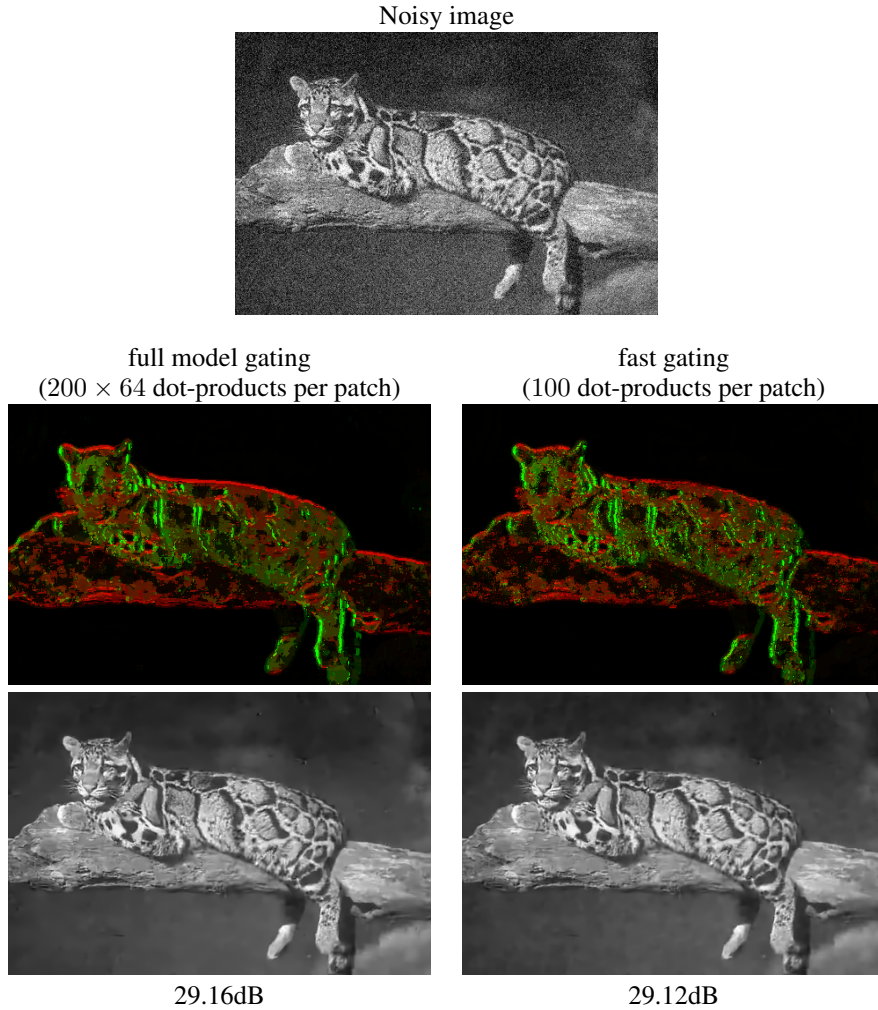 Noisy image
full model gating
(200 × 64 dot-products per patch)
fast gating
(100 dot-products per patch)
29.16dB
29.12dB